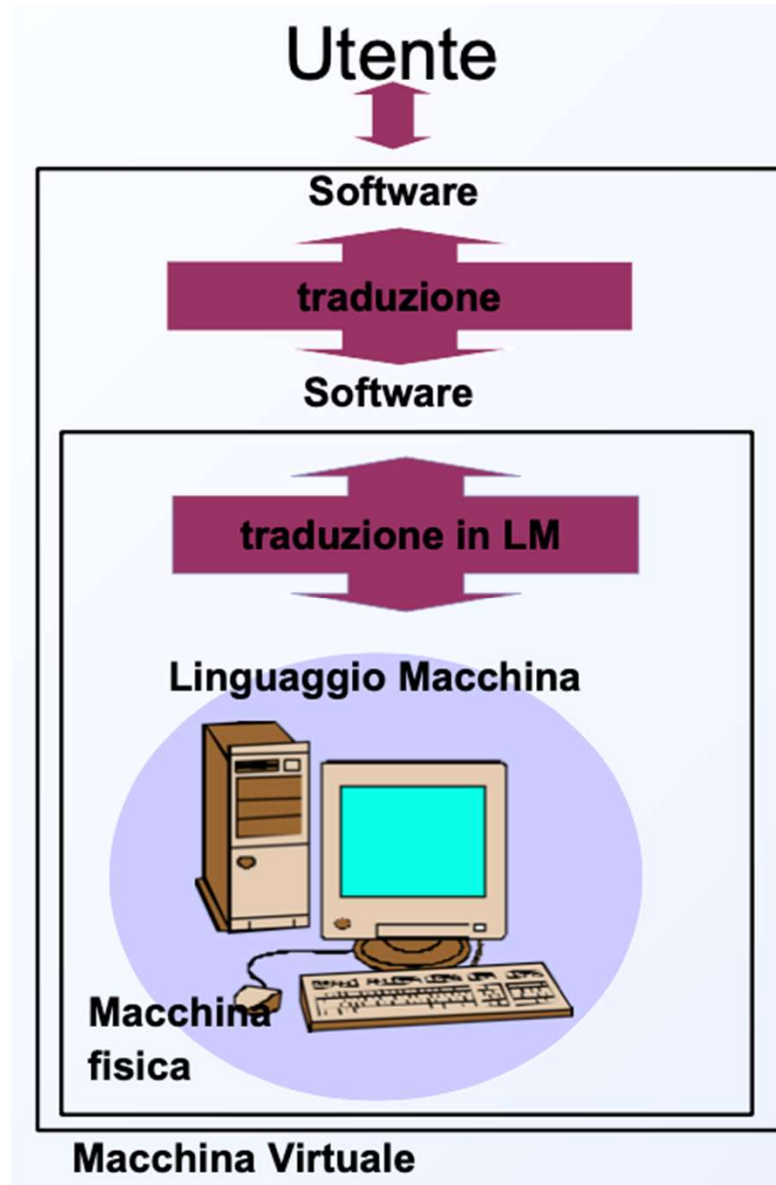 Utente
Software
traduzione
Software
traduzione in LM
Linguaggio Macchina
Macchina
fisica
Macchina Virtuale